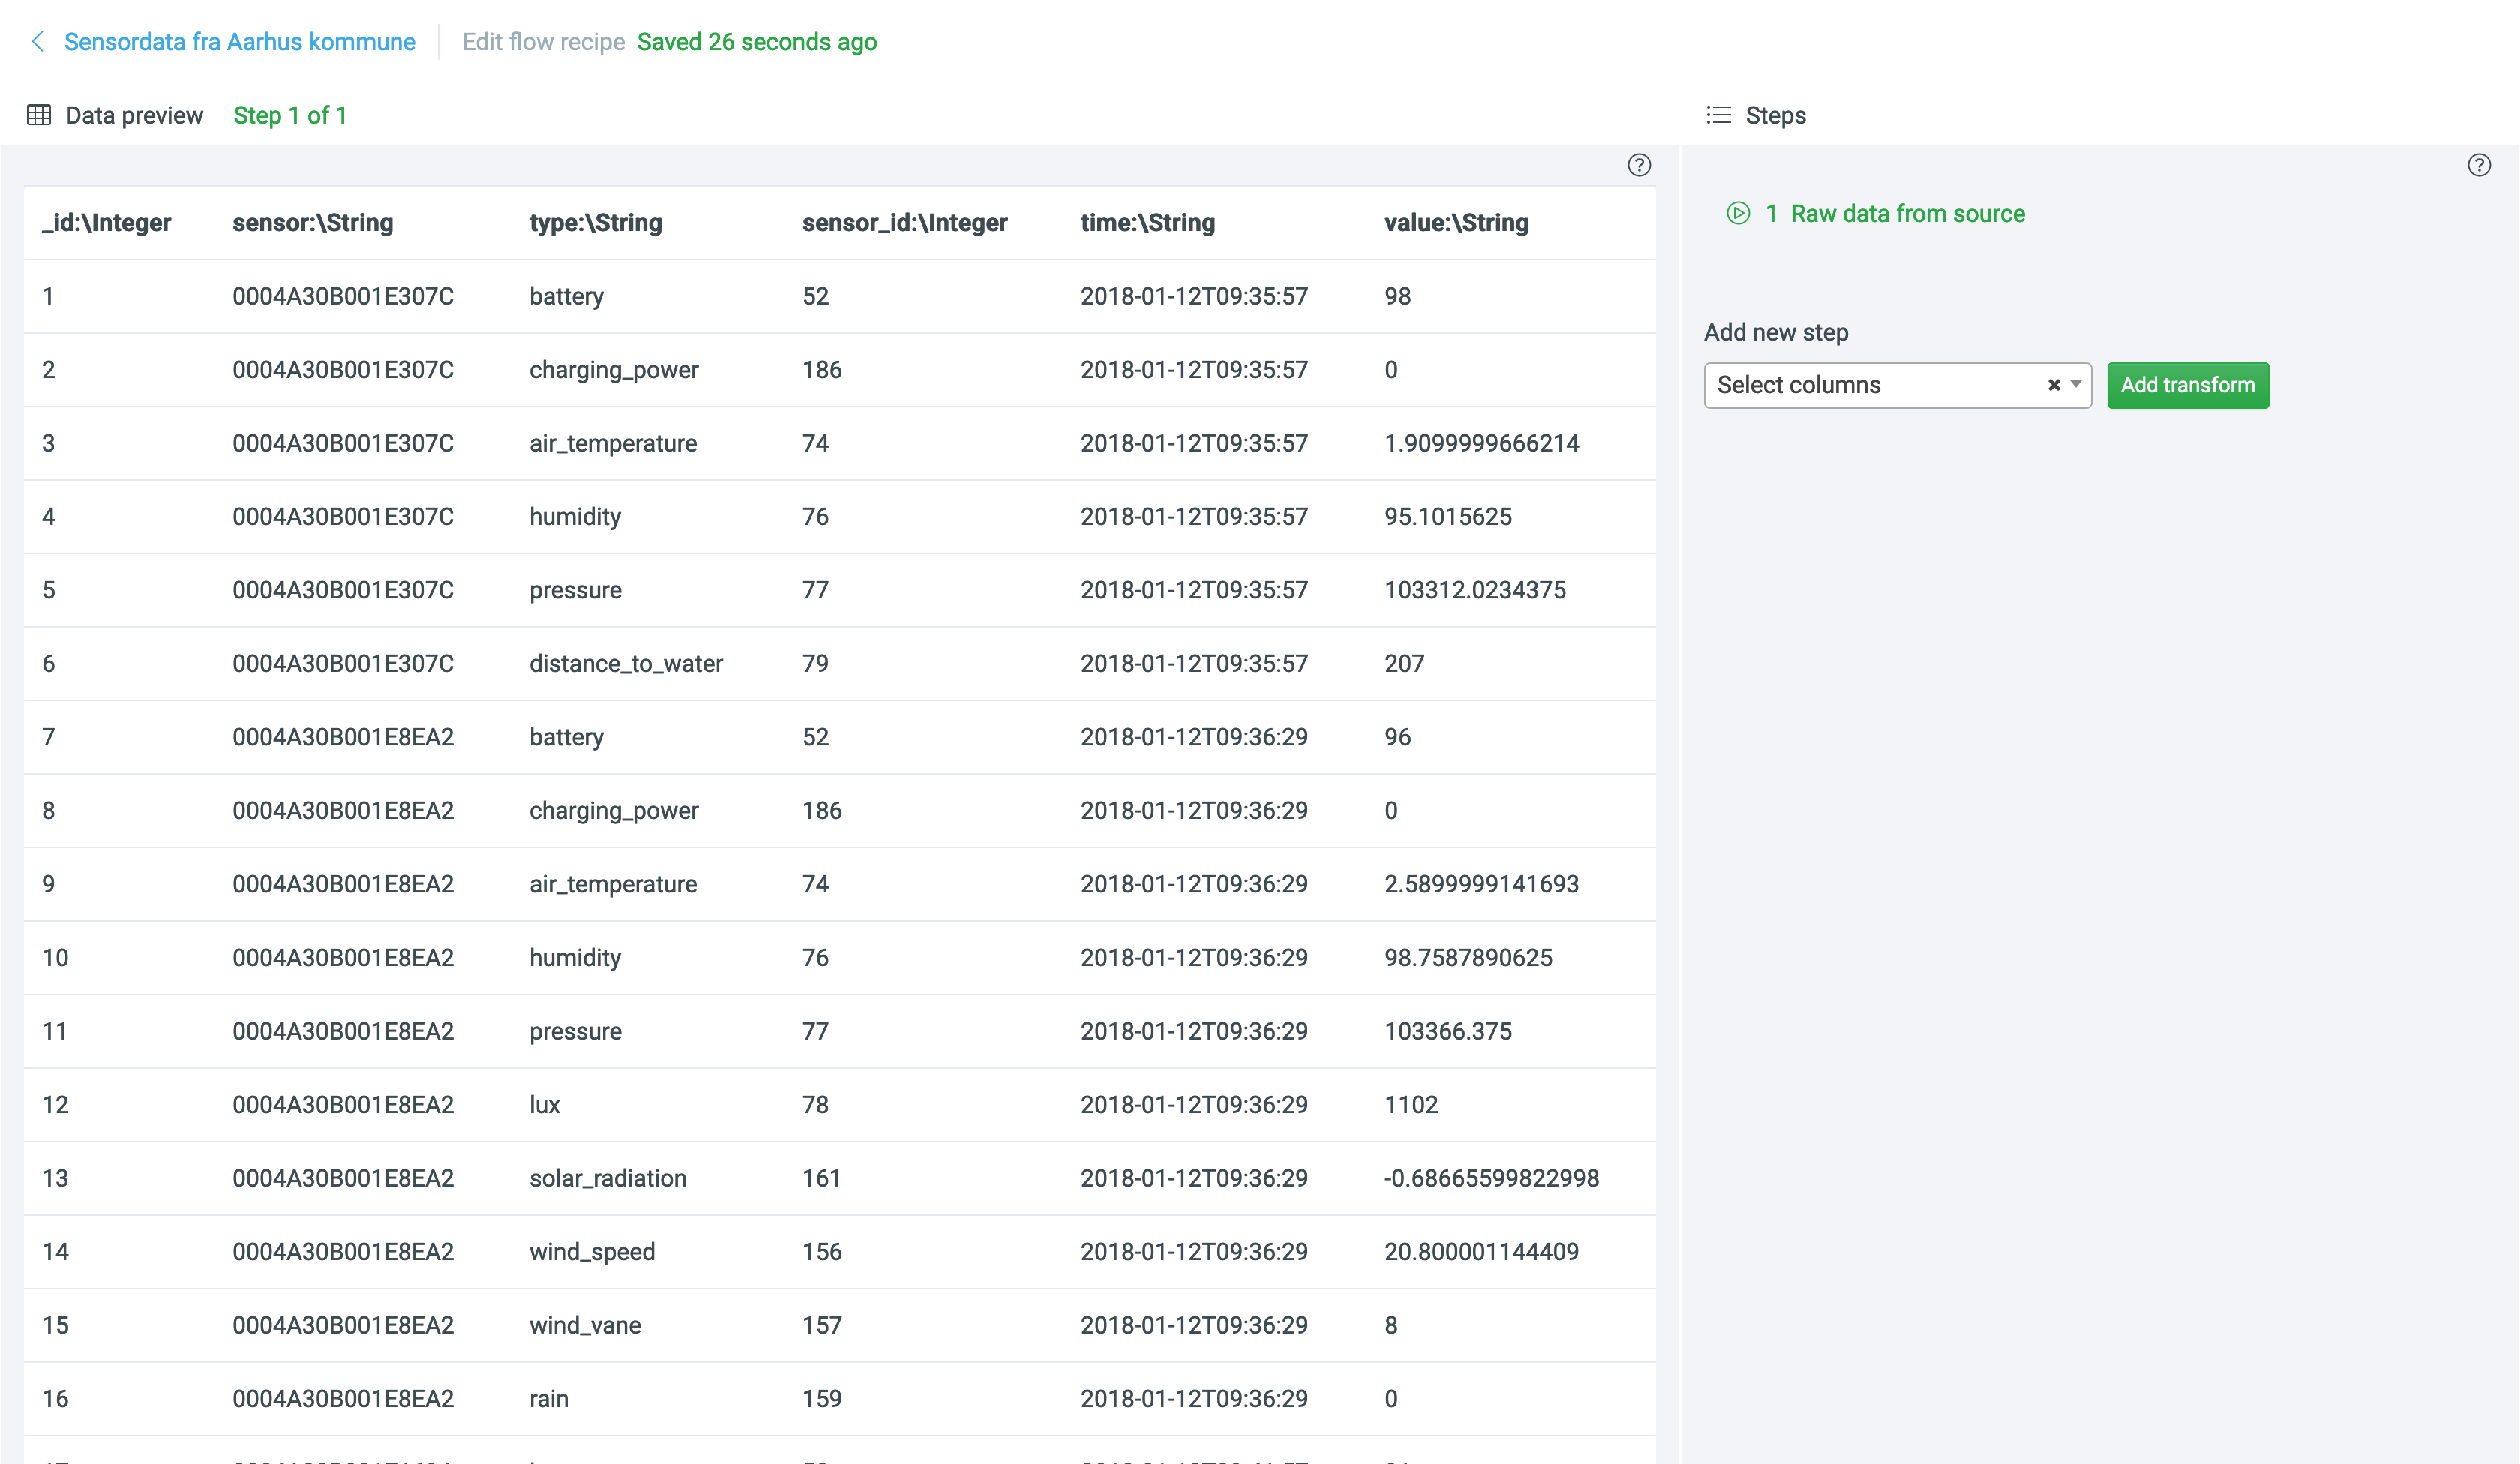 Sensordata fra Aarhus kommune Edit flow recipe Saved 26 seconds ago
Data preview Step 1 of 1
Steps
_id:\Integer sensor:\String type:\String sensor_id:\Integer time:\String value:\String
1 0004A30B001E307C battery 52 2018-01-12T09:35:57 98
2 0004A30B001E307C charging_power 186 2018-01-12T09:35:57 0
3 0004A30B001E307C air_temperature 74 2018-01-12T09:35:57 1.9099999666214
4 0004A30B001E307C humidity 76 2018-01-12T09:35:57 95.1015625
5 0004A30B001E307C pressure 77 2018-01-12T09:35:57 103312.0234375
6 0004A30B001E307C distance_to_water 79 2018-01-12T09:35:57 207
7 0004A30B001E8EA2 battery 52 2018-01-12T09:36:29 96
8 0004A30B001E8EA2 charging_power 186 2018-01-12T09:36:29 0
9 0004A30B001E8EA2 air_temperature 74 2018-01-12T09:36:29 2.5899999141693
10 0004A30B001E8EA2 humidity 76 2018-01-12T09:36:29 98.7587890625
11 0004A30B001E8EA2 pressure 77 2018-01-12T09:36:29 103366.375
12 0004A30B001E8EA2 lux 78 2018-01-12T09:36:29 1102
13 0004A30B001E8EA2 solar_radiation 161 2018-01-12T09:36:29 -0.68665599822998
14 0004A30B001E8EA2 wind_speed 156 2018-01-12T09:36:29 20.800001144409
15 0004A30B001E8EA2 wind_vane 157 2018-01-12T09:36:29 8
16 0004A30B001E8EA2 rain 159 2018-01-12T09:36:29 0
1 Raw data from source
Add new step
Select columns Add transform